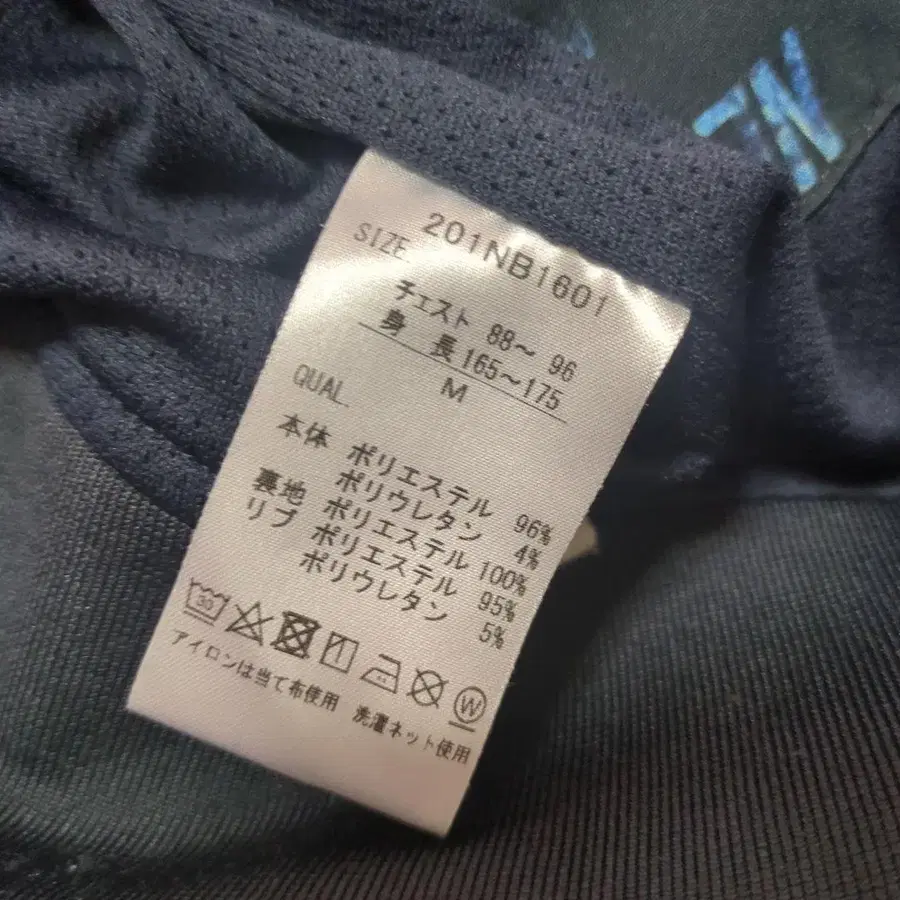 201NB1601
SIZE
チェスト 88～ 96
身 長 165～175
M
QUAL
本体 ポリエステル 96%
ポリウレタン 4%
裏地 ポリエステル 100%
リブ ポリエステル 95%
ポリウレタン 5%
30
W
アイロンは当て布使用 洗濯ネット使用